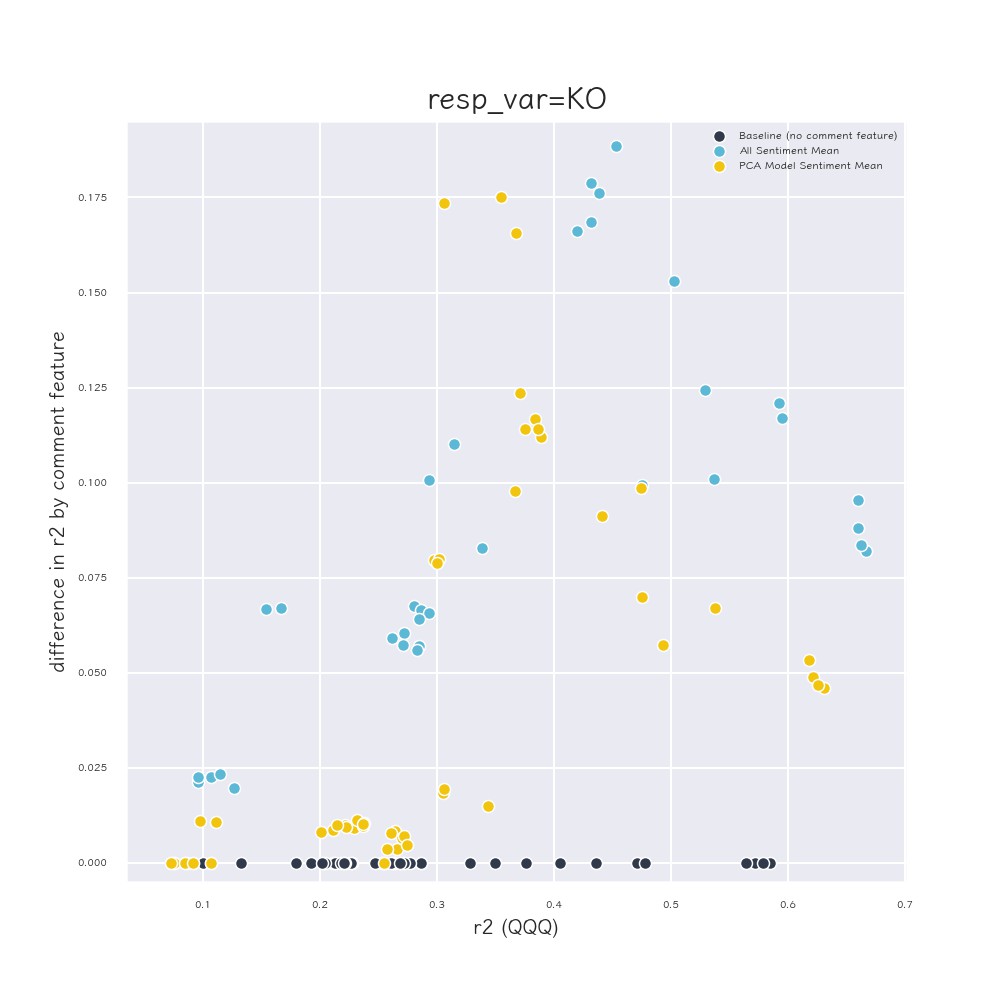 resp_var=KO
Baseline (no comment feature)
All Sentiment Mean
PCA Model Sentiment Mean
difference in r2 by comment feature
0.175
0.150
0.125
0.100
0.075
0.050
0.025
0.000
0.1 0.2 0.3 0.4 0.5 0.6 0.7
r2 (QQQ)